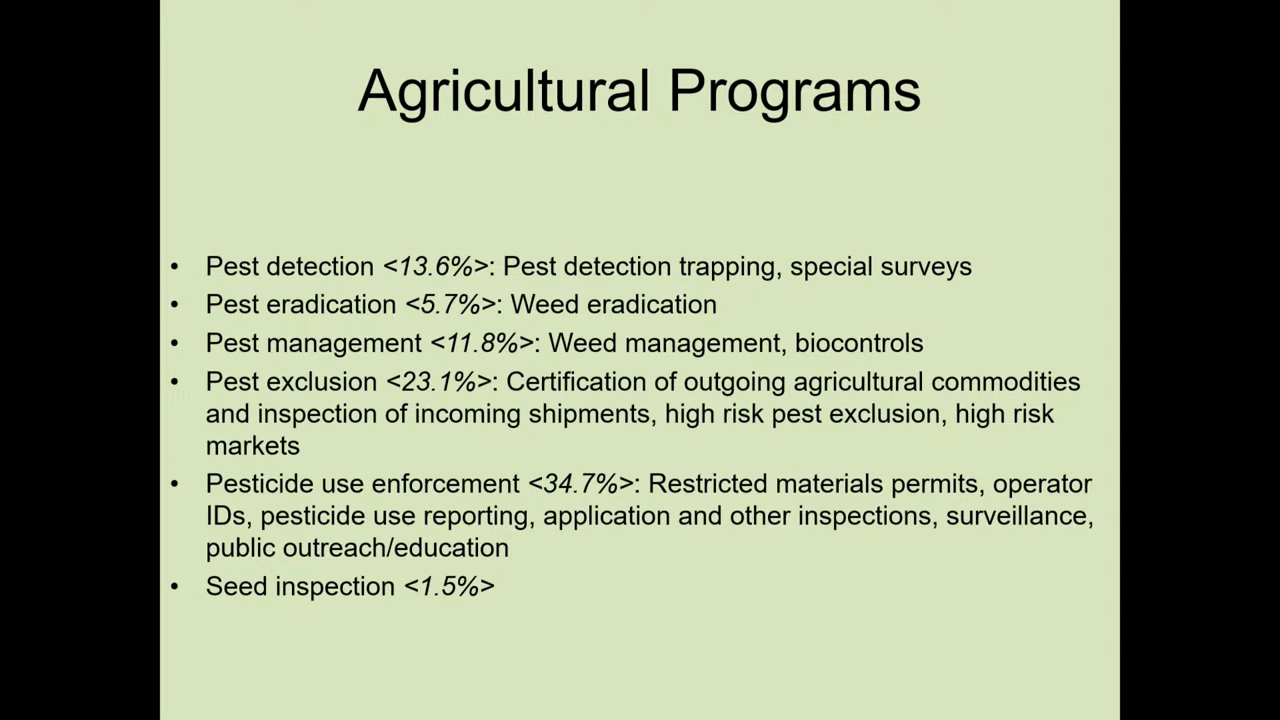 Agricultural Programs
• Pest detection <13.6%>: Pest detection trapping, special surveys
• Pest eradication <5.7%>: Weed eradication
• Pest management <11.8%>: Weed management, biocontrols
• Pest exclusion <23.1%>: Certification of outgoing agricultural commodities
and inspection of incoming shipments, high risk pest exclusion, high risk
markets
• Pesticide use enforcement <34.7%>: Restricted materials permits, operator
IDs, pesticide use reporting, application and other inspections, surveillance,
public outreach/education
• Seed inspection <1.5%>